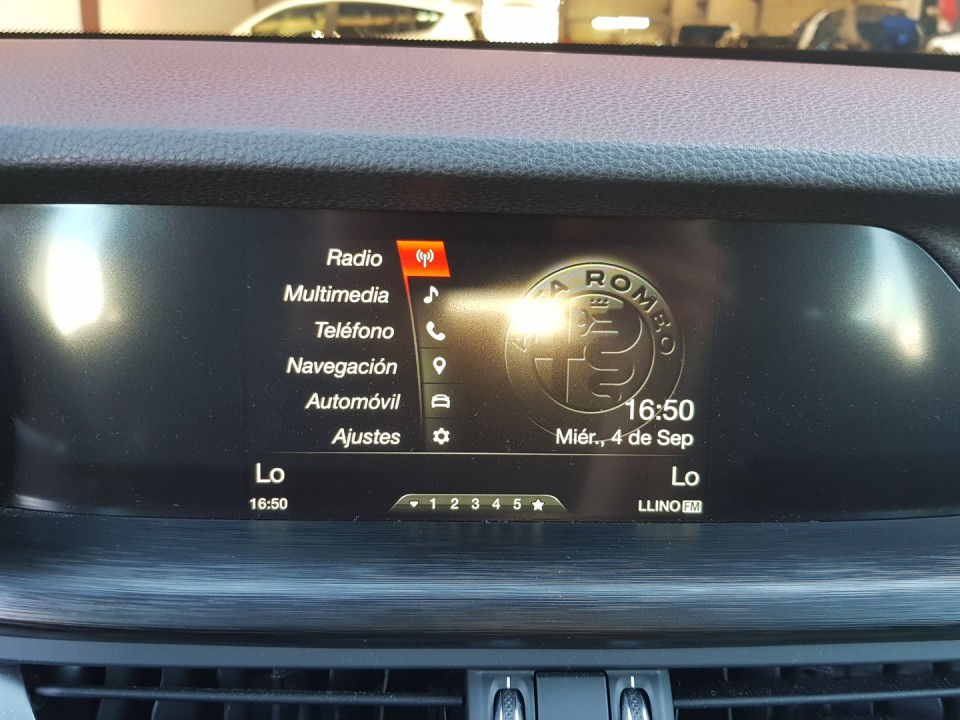 Radio
Multimedia
Teléfono
Navegación
Automóvil
Ajustes
ALFA ROMEO
16:50
Miér., 4 de Sep
Lo
Lo
16:50
1 2 3 4 5
LLINO FM